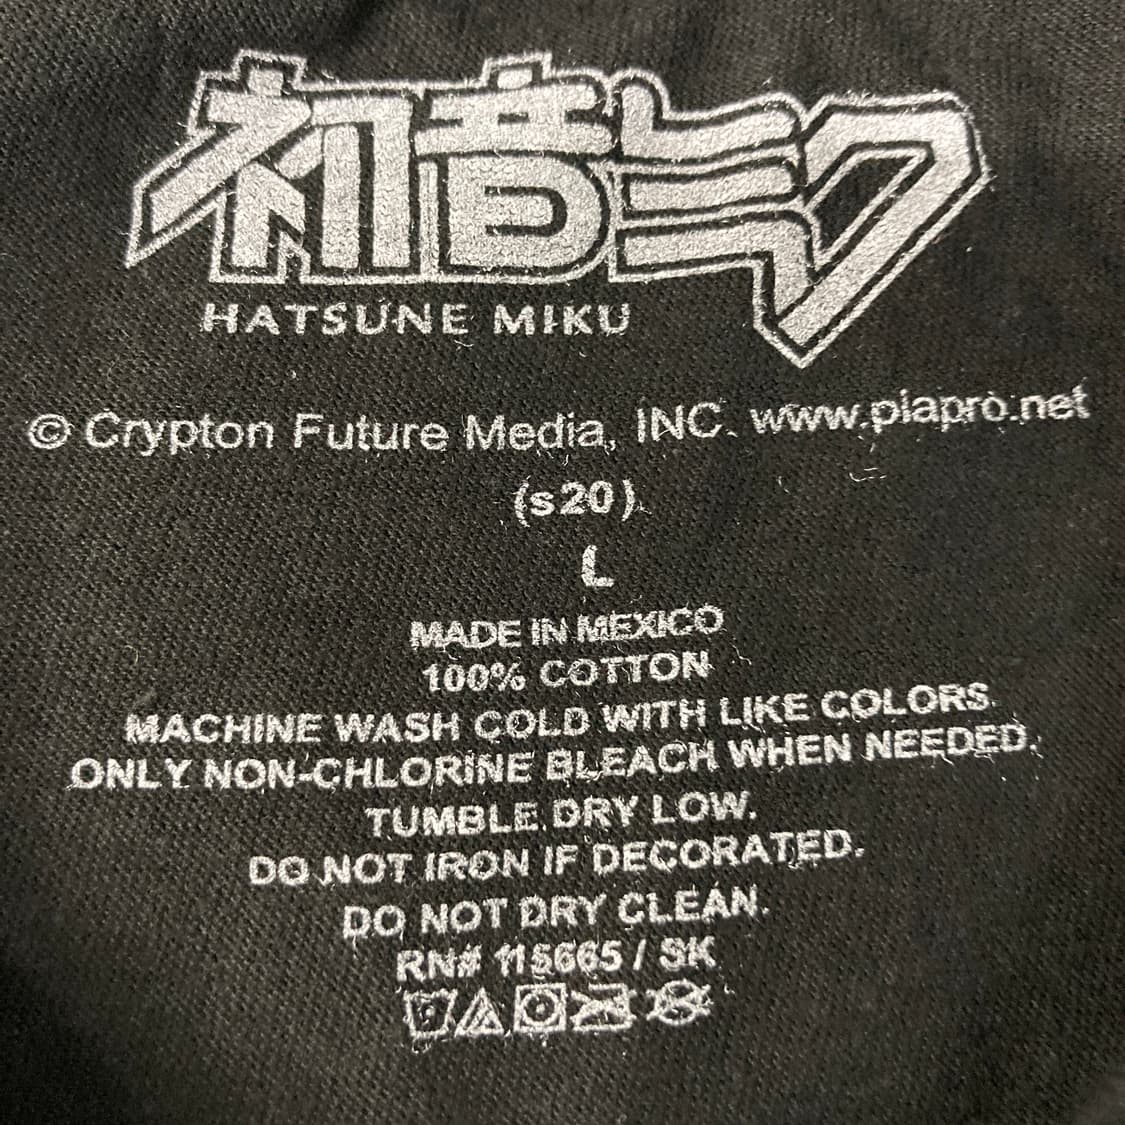 初音ミク
HATSUNE MIKU
© Crypton Future Media, INC. www.piapro.net
(s20)
L
MADE IN MEXICO
100% COTTON
MACHINE WASH COLD WITH LIKE COLORS.
ONLY NON-CHLORINE BLEACH WHEN NEEDED.
TUMBLE DRY LOW.
DO NOT IRON IF DECORATED.
DO NOT DRY CLEAN.
RN# 115665 / SK